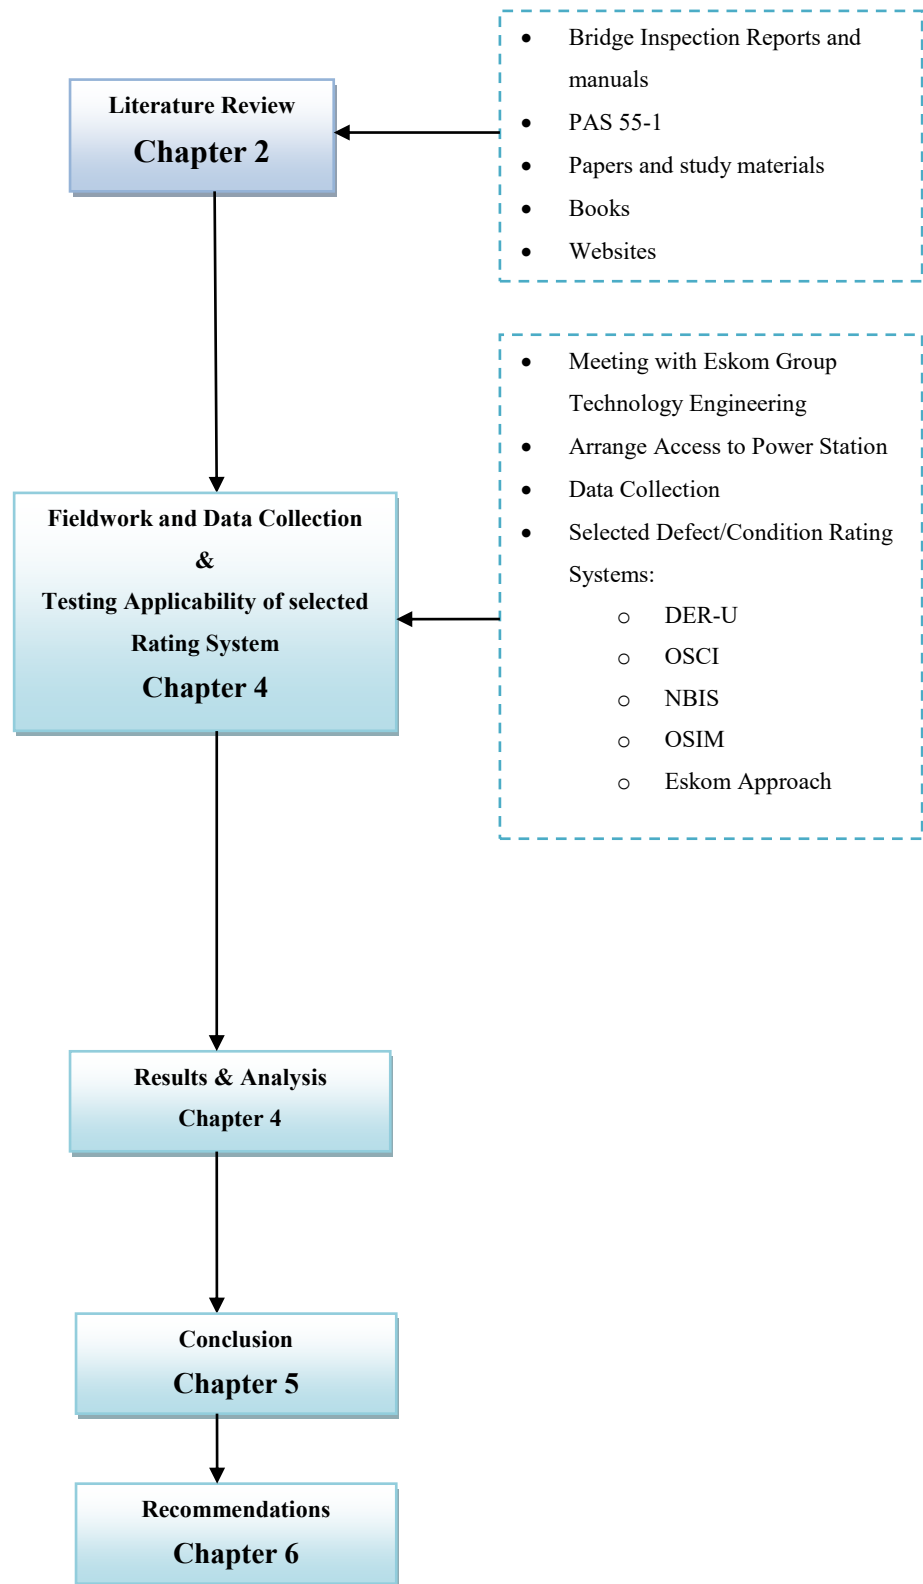 Literature Review
Chapter 2
• Bridge Inspection Reports and
manuals
• PAS 55-1
• Papers and study materials
• Books
• Websites
Fieldwork and Data Collection
&
Testing Applicability of selected
Rating System
Chapter 4
• Meeting with Eskom Group
Technology Engineering
• Arrange Access to Power Station
• Data Collection
• Selected Defect/Condition Rating
Systems:
o DER-U
o OSCI
o NBIS
o OSIM
o Eskom Approach
Results & Analysis
Chapter 4
Conclusion
Chapter 5
Recommendations
Chapter 6